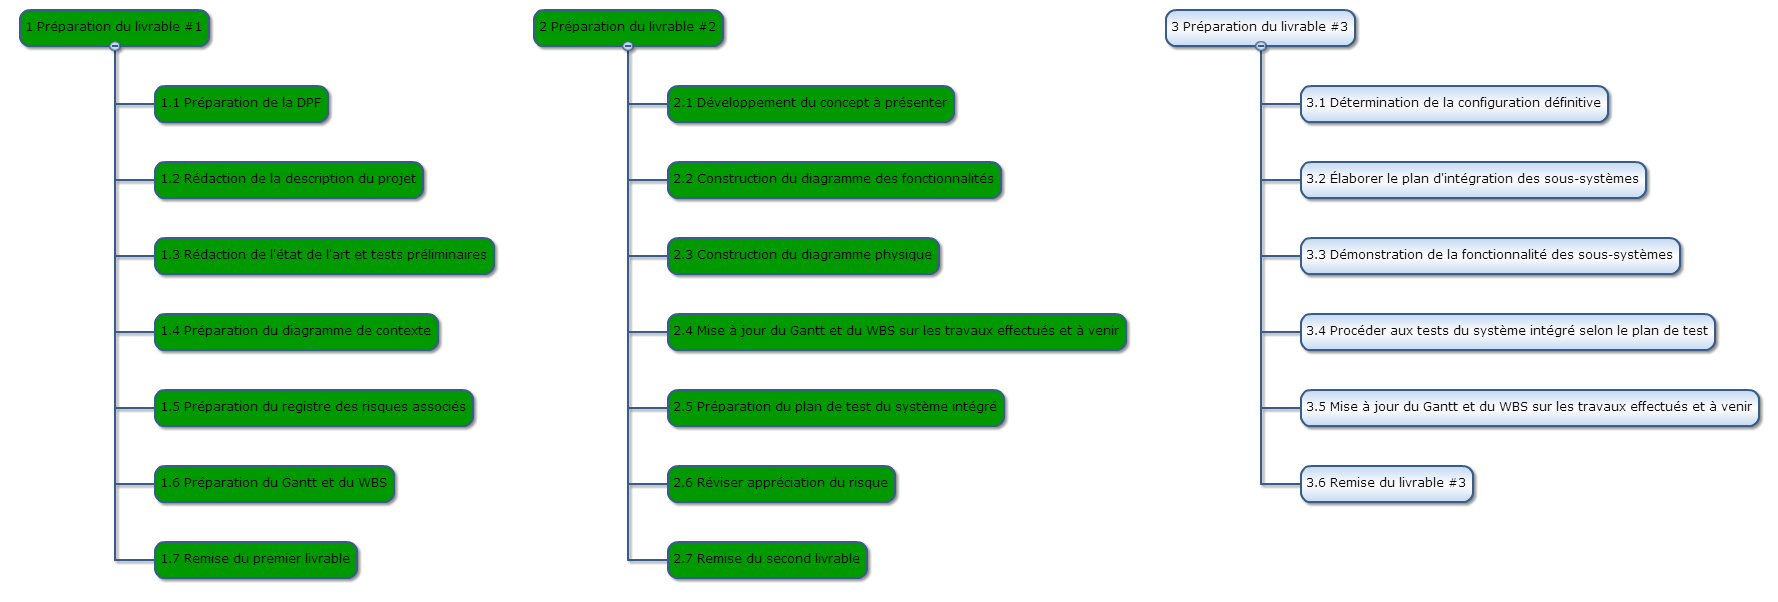 1 Préparation du livrable #1
1.1 Préparation de la DPF
1.2 Rédaction de la description du projet
1.3 Rédaction de l'état de l'art et tests préliminaires
1.4 Préparation du diagramme de contexte
1.5 Préparation du registre des risques associés
1.6 Préparation du Gantt et du WBS
1.7 Remise du premier livrable
2 Préparation du livrable #2
2.1 Développement du concept à présenter
2.2 Construction du diagramme des fonctionnalités
2.3 Construction du diagramme physique
2.4 Mise à jour du Gantt et du WBS sur les travaux effectués et à venir
2.5 Préparation du plan de test du système intégré
2.6 Réviser appréciation du risque
2.7 Remise du second livrable
3 Préparation du livrable #3
3.1 Détermination de la configuration définitive
3.2 Élaborer le plan d'intégration des sous-systèmes
3.3 Démonstration de la fonctionnalité des sous-systèmes
3.4 Procéder aux tests du système intégré selon le plan de test
3.5 Mise à jour du Gantt et du WBS sur les travaux effectués et à venir
3.6 Remise du livrable #3